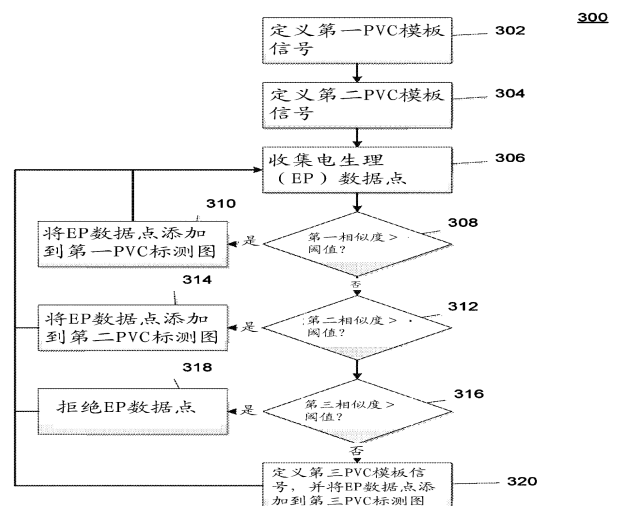 300
定义第一PVC模板
信号
302
定义第二PVC模板
信号
304
收集电生理
（EP）数据点
306
310
将EP数据点添加
到第一PVC标测图
是
第一相似度>
阈值?
308
否
314
将EP数据点添加
到第二PVC标测图
是
第二相似度>
阈值?
312
318
拒绝EP数据点
是
第三相似度>
阈值?
316
否
定义第三PVC模板信
号，并将EP数据点添
加到第三PVC标测图
320